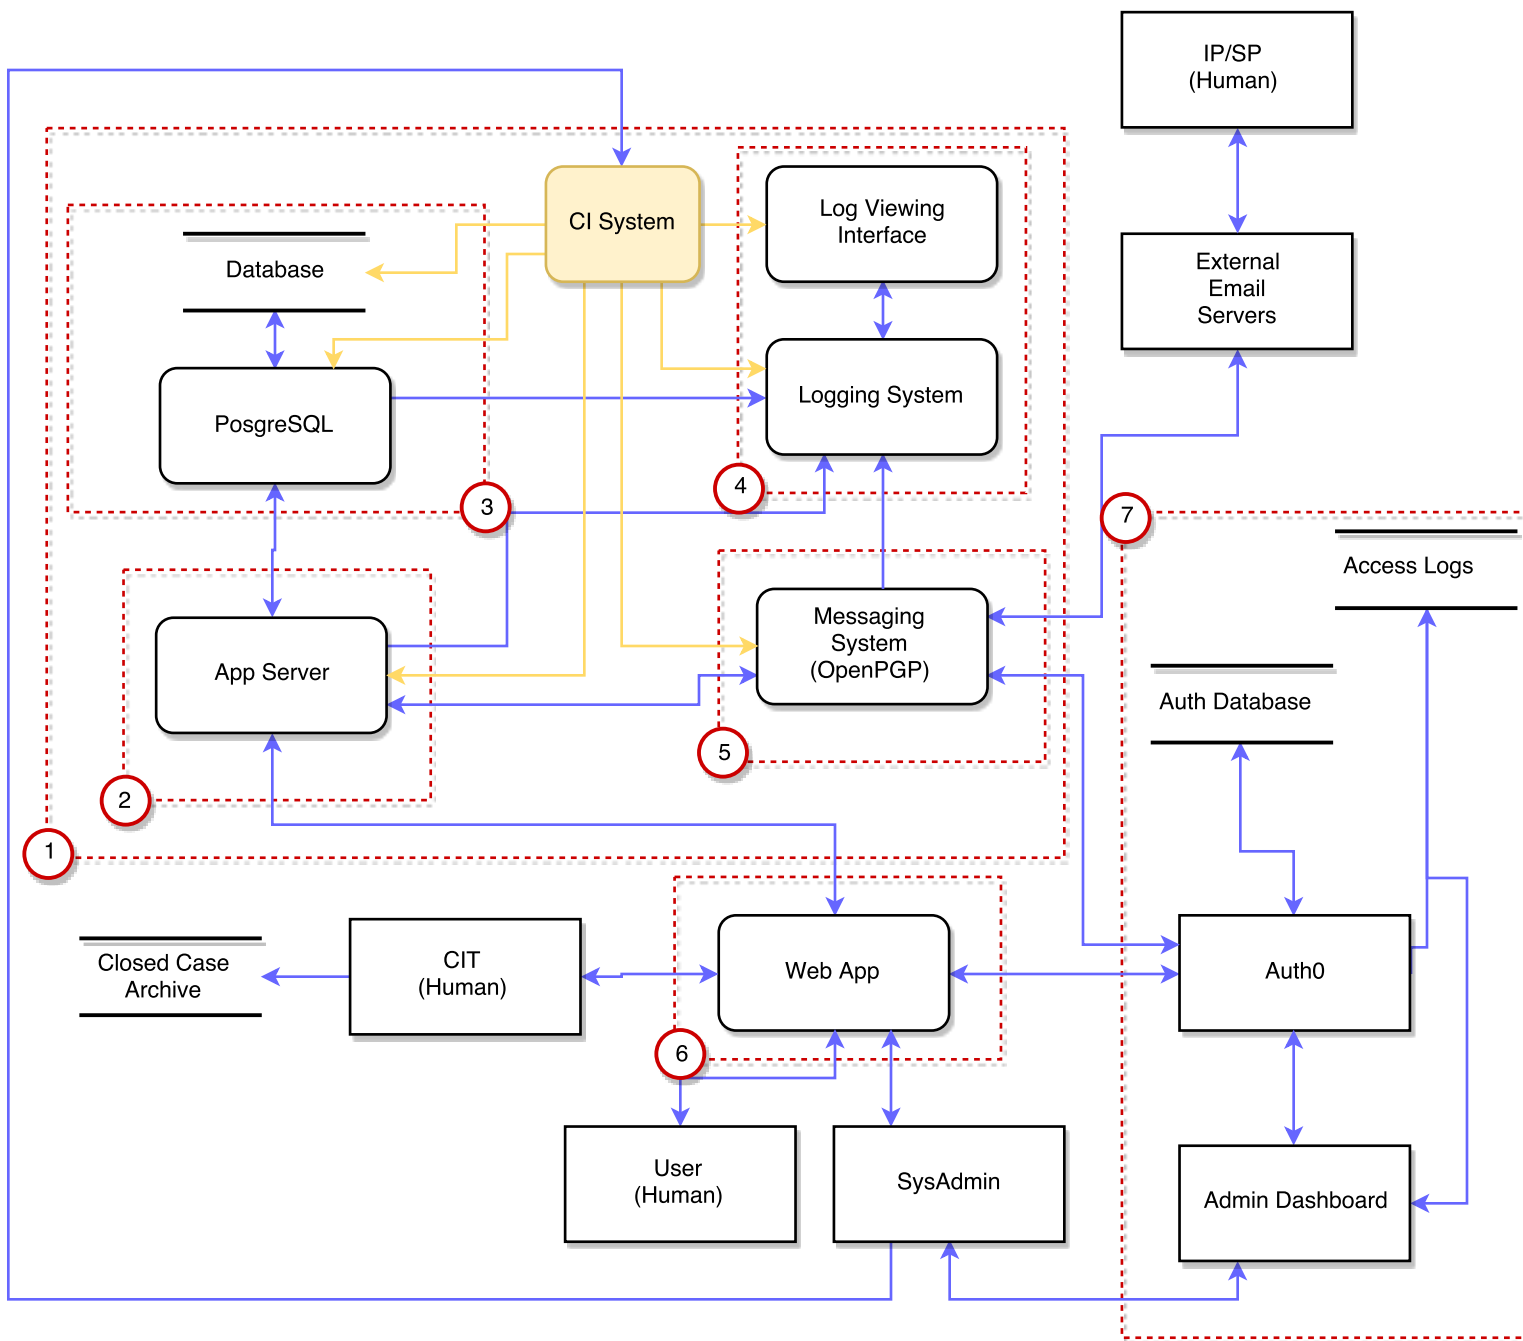 IP/SP
(Human)
CI System
Log Viewing
Interface
Database
External
Email
Servers
PosgreSQL
Logging System
4
3
7
Access Logs
Messaging
System
(OpenPGP)
App Server
Auth Database
5
2
1
Closed Case
Archive
CIT
(Human)
Web App
Auth0
6
User
(Human)
SysAdmin
Admin Dashboard